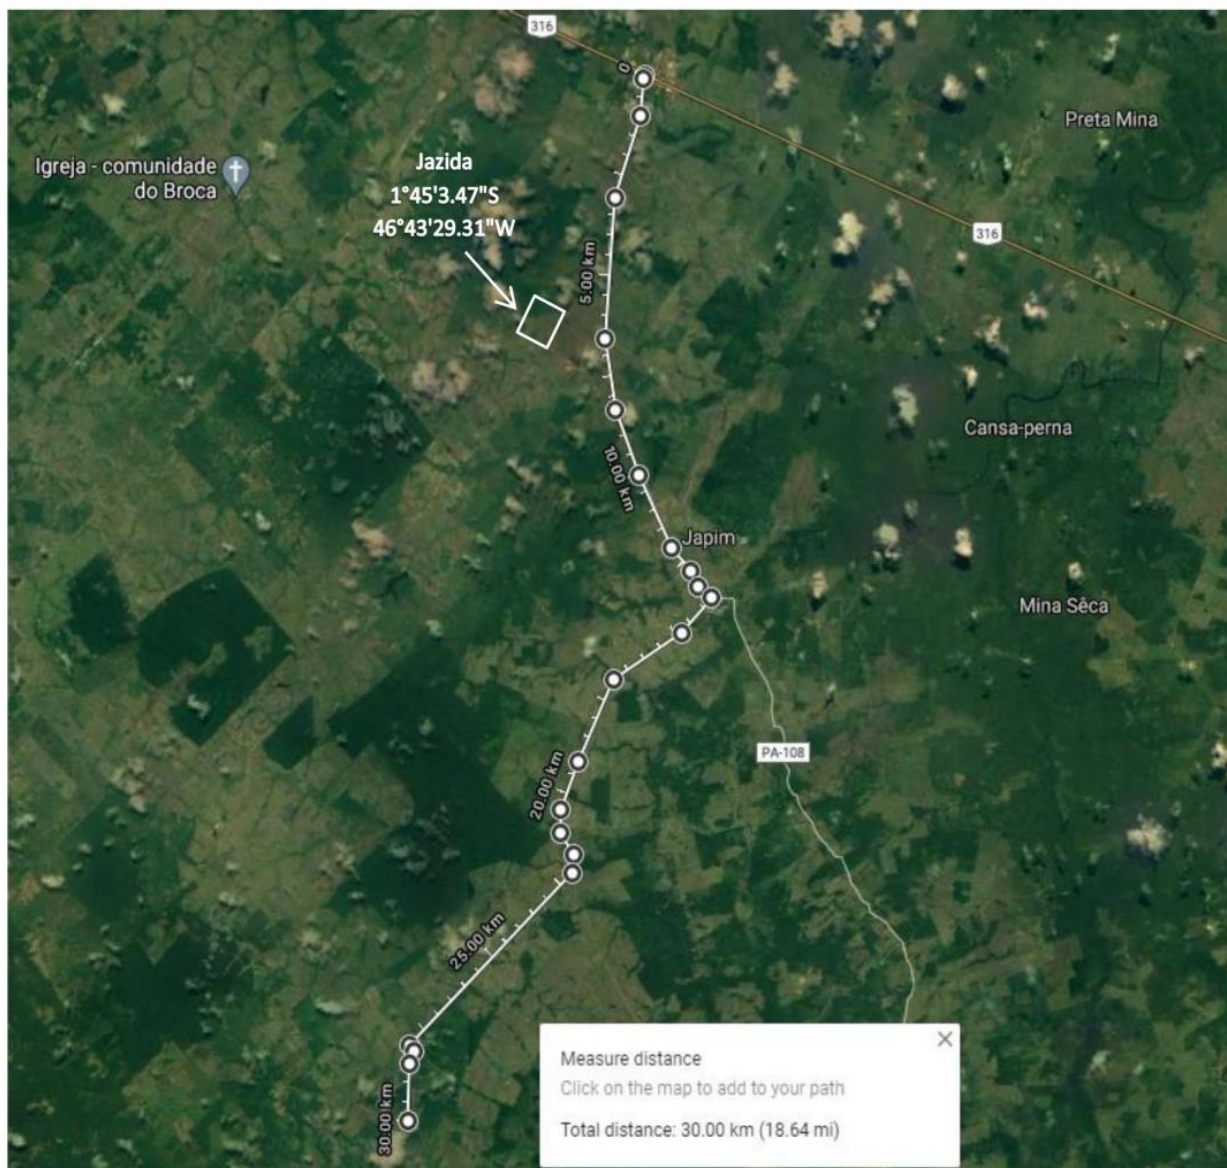 316
0
Preta Mina
Igreja - comunidade
do Broca
Jazida
1°45'3.47"S
46°43'29.31"W
316
5.00 km
Cansa-perna
10.00 km
Japim
Mina Sêca
PA-108
20.00 km
25.00 km
30.00 km
Measure distance
Click on the map to add to your path
Total distance: 30.00 km (18.64 mi)